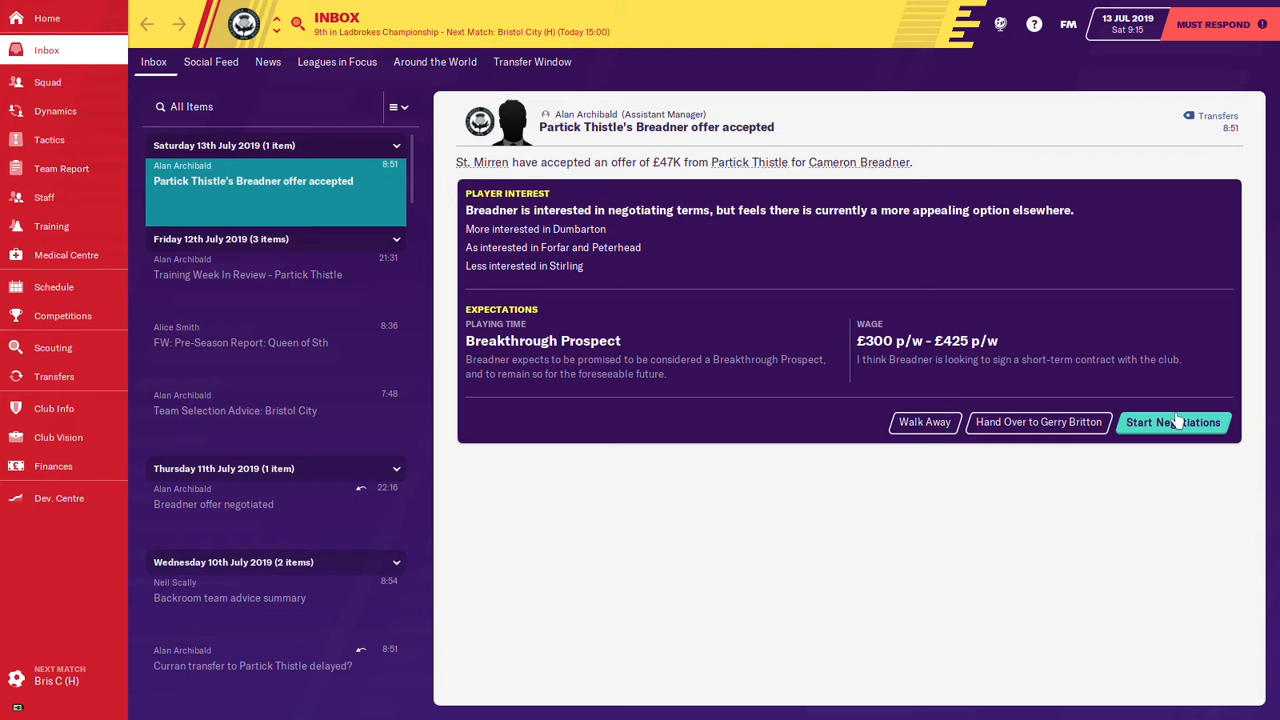 Home
INBOX
9th in Ladbrokes Championship - Next Match: Bristol City (H) (Today 15:00)
?
FM
13 JUL 2019
Sat 9:15
MUST RESPOND
Inbox
Squad
Dynamics
Tactics
Team Report
Staff
Training
Medical Centre
Schedule
Competitions
Scouting
Transfers
Club Info
Club Vision
Finances
Dev. Centre
NEXT MATCH
Bris C (H)
Inbox
Social Feed
News
Leagues in Focus
Around the World
Transfer Window
All Items
Saturday 13th July 2019 (1 item)
Alan Archibald 8:51
Partick Thistle's Breadner offer accepted
Friday 12th July 2019 (3 items)
Alan Archibald 21:31
Training Week In Review - Partick Thistle
Alice Smith 8:36
FW: Pre-Season Report: Queen of Sth
Alan Archibald 7:48
Team Selection Advice: Bristol City
Thursday 11th July 2019 (1 item)
Alan Archibald 22:16
Breadner offer negotiated
Wednesday 10th July 2019 (2 items)
Neil Scally 8:54
Backroom team advice summary
Alan Archibald 8:51
Curran transfer to Partick Thistle delayed?
Alan Archibald (Assistant Manager)
Partick Thistle's Breadner offer accepted
Transfers
8:51
St. Mirren have accepted an offer of £47K from Partick Thistle for Cameron Breadner.
PLAYER INTEREST
Breadner is interested in negotiating terms, but feels there is currently a more appealing option elsewhere.
More interested in Dumbarton
As interested in Forfar and Peterhead
Less interested in Stirling
EXPECTATIONS
PLAYING TIME
Breakthrough Prospect
Breadner expects to be promised to be considered a Breakthrough Prospect,
and to remain so for the foreseeable future.
WAGE
£300 p/w - £425 p/w
I think Breadner is looking to sign a short-term contract with the club.
Walk Away
Hand Over to Gerry Britton
Start Negotiations